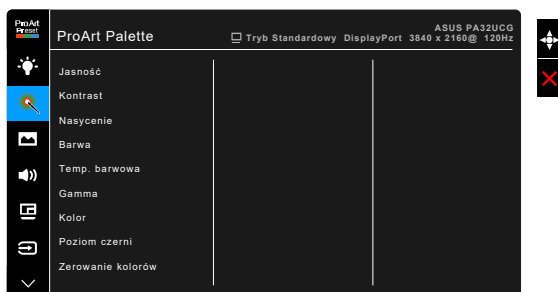 ProArt
Preset
ProArt Palette
ASUS PA32UCG
Tryb Standardowy DisplayPort 3840 x 2160@ 120Hz
Jasność
Kontrast
Nasycenie
Barwa
Temp. barwowa
Gamma
Kolor
Poziom czerni
Zerowanie kolorów